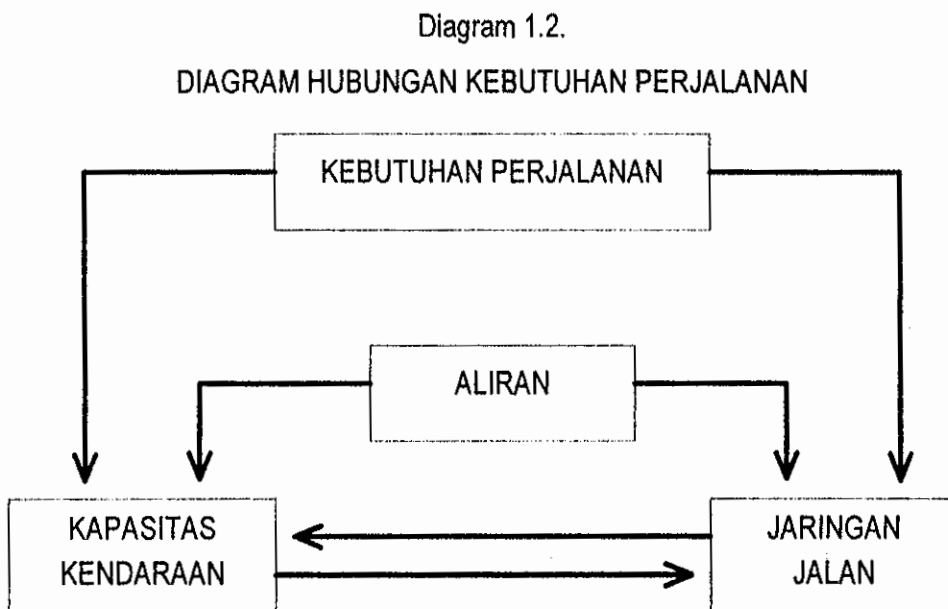 Diagram 1.2.
DIAGRAM HUBUNGAN KEBUTUHAN PERJALANAN
KEBUTUHAN PERJALANAN
ALIRAN
KAPASITAS
KENDARAAN
JARINGAN
JALAN